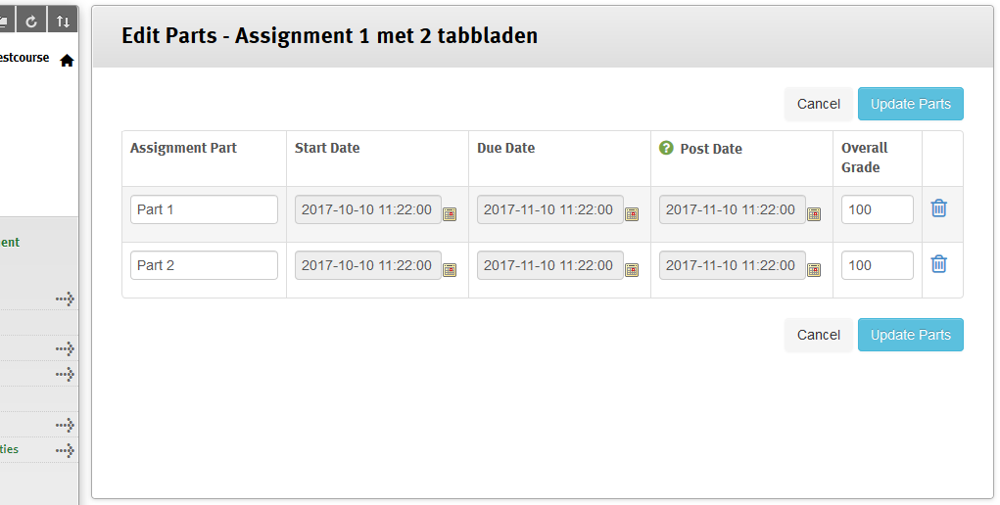 Edit Parts - Assignment 1 met 2 tabbladen
estcourse
Cancel Update Parts
Assignment Part Start Date Due Date ? Post Date Overall
Grade
Part 1 2017-10-10 11:22:00 2017-11-10 11:22:00 2017-11-10 11:22:00 100
ent
Part 2 2017-10-10 11:22:00 2017-11-10 11:22:00 2017-11-10 11:22:00 100
Cancel Update Parts
ties